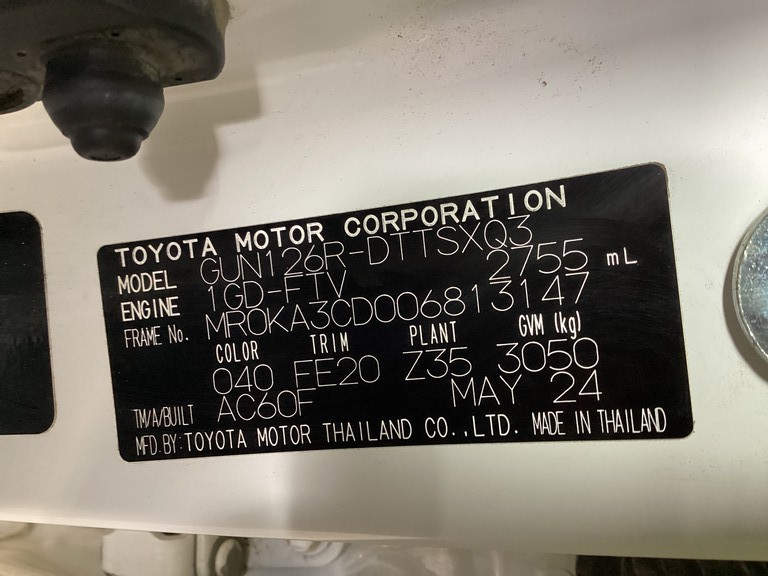 TOYOTA MOTOR CORPORATION
MODEL GUN126R-DTTSXQ3
ENGINE 1GD-FTV 2755 mL
FRAME No. MR0KA3CD006813147
COLOR TRIM PLANT GVM (kg)
040 FE20 Z35 3050
TM/A/BUILT AC60F MAY 24
MFD.BY:TOYOTA MOTOR THAILAND CO.,LTD. MADE IN THAILAND